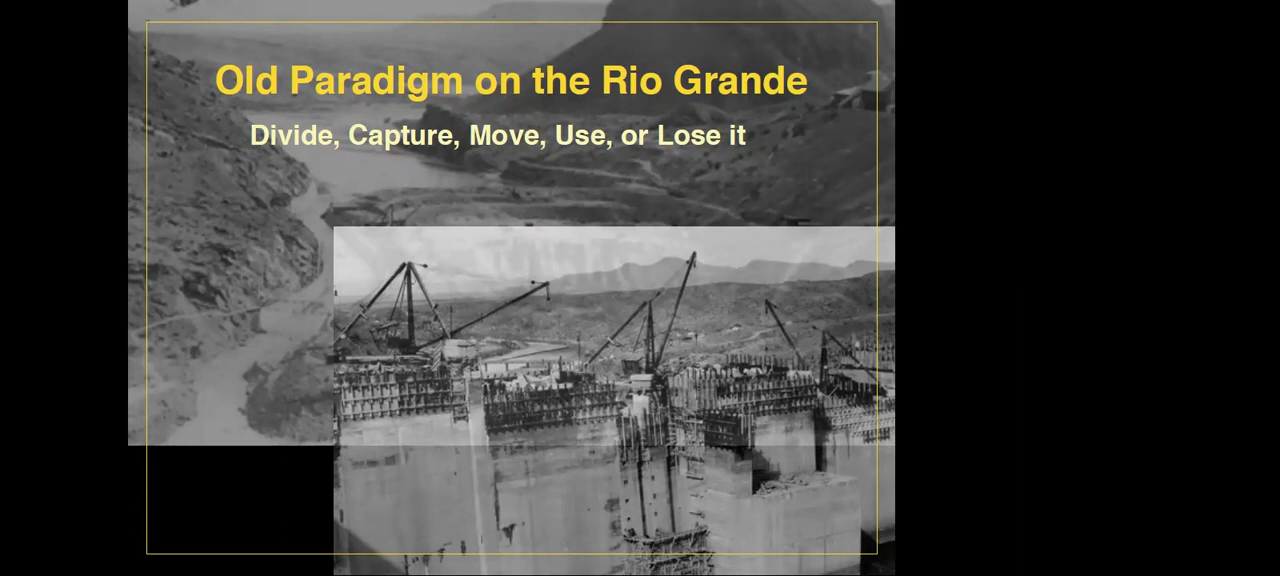 Old Paradigm on the Rio Grande
Divide, Capture, Move, Use, or Lose it